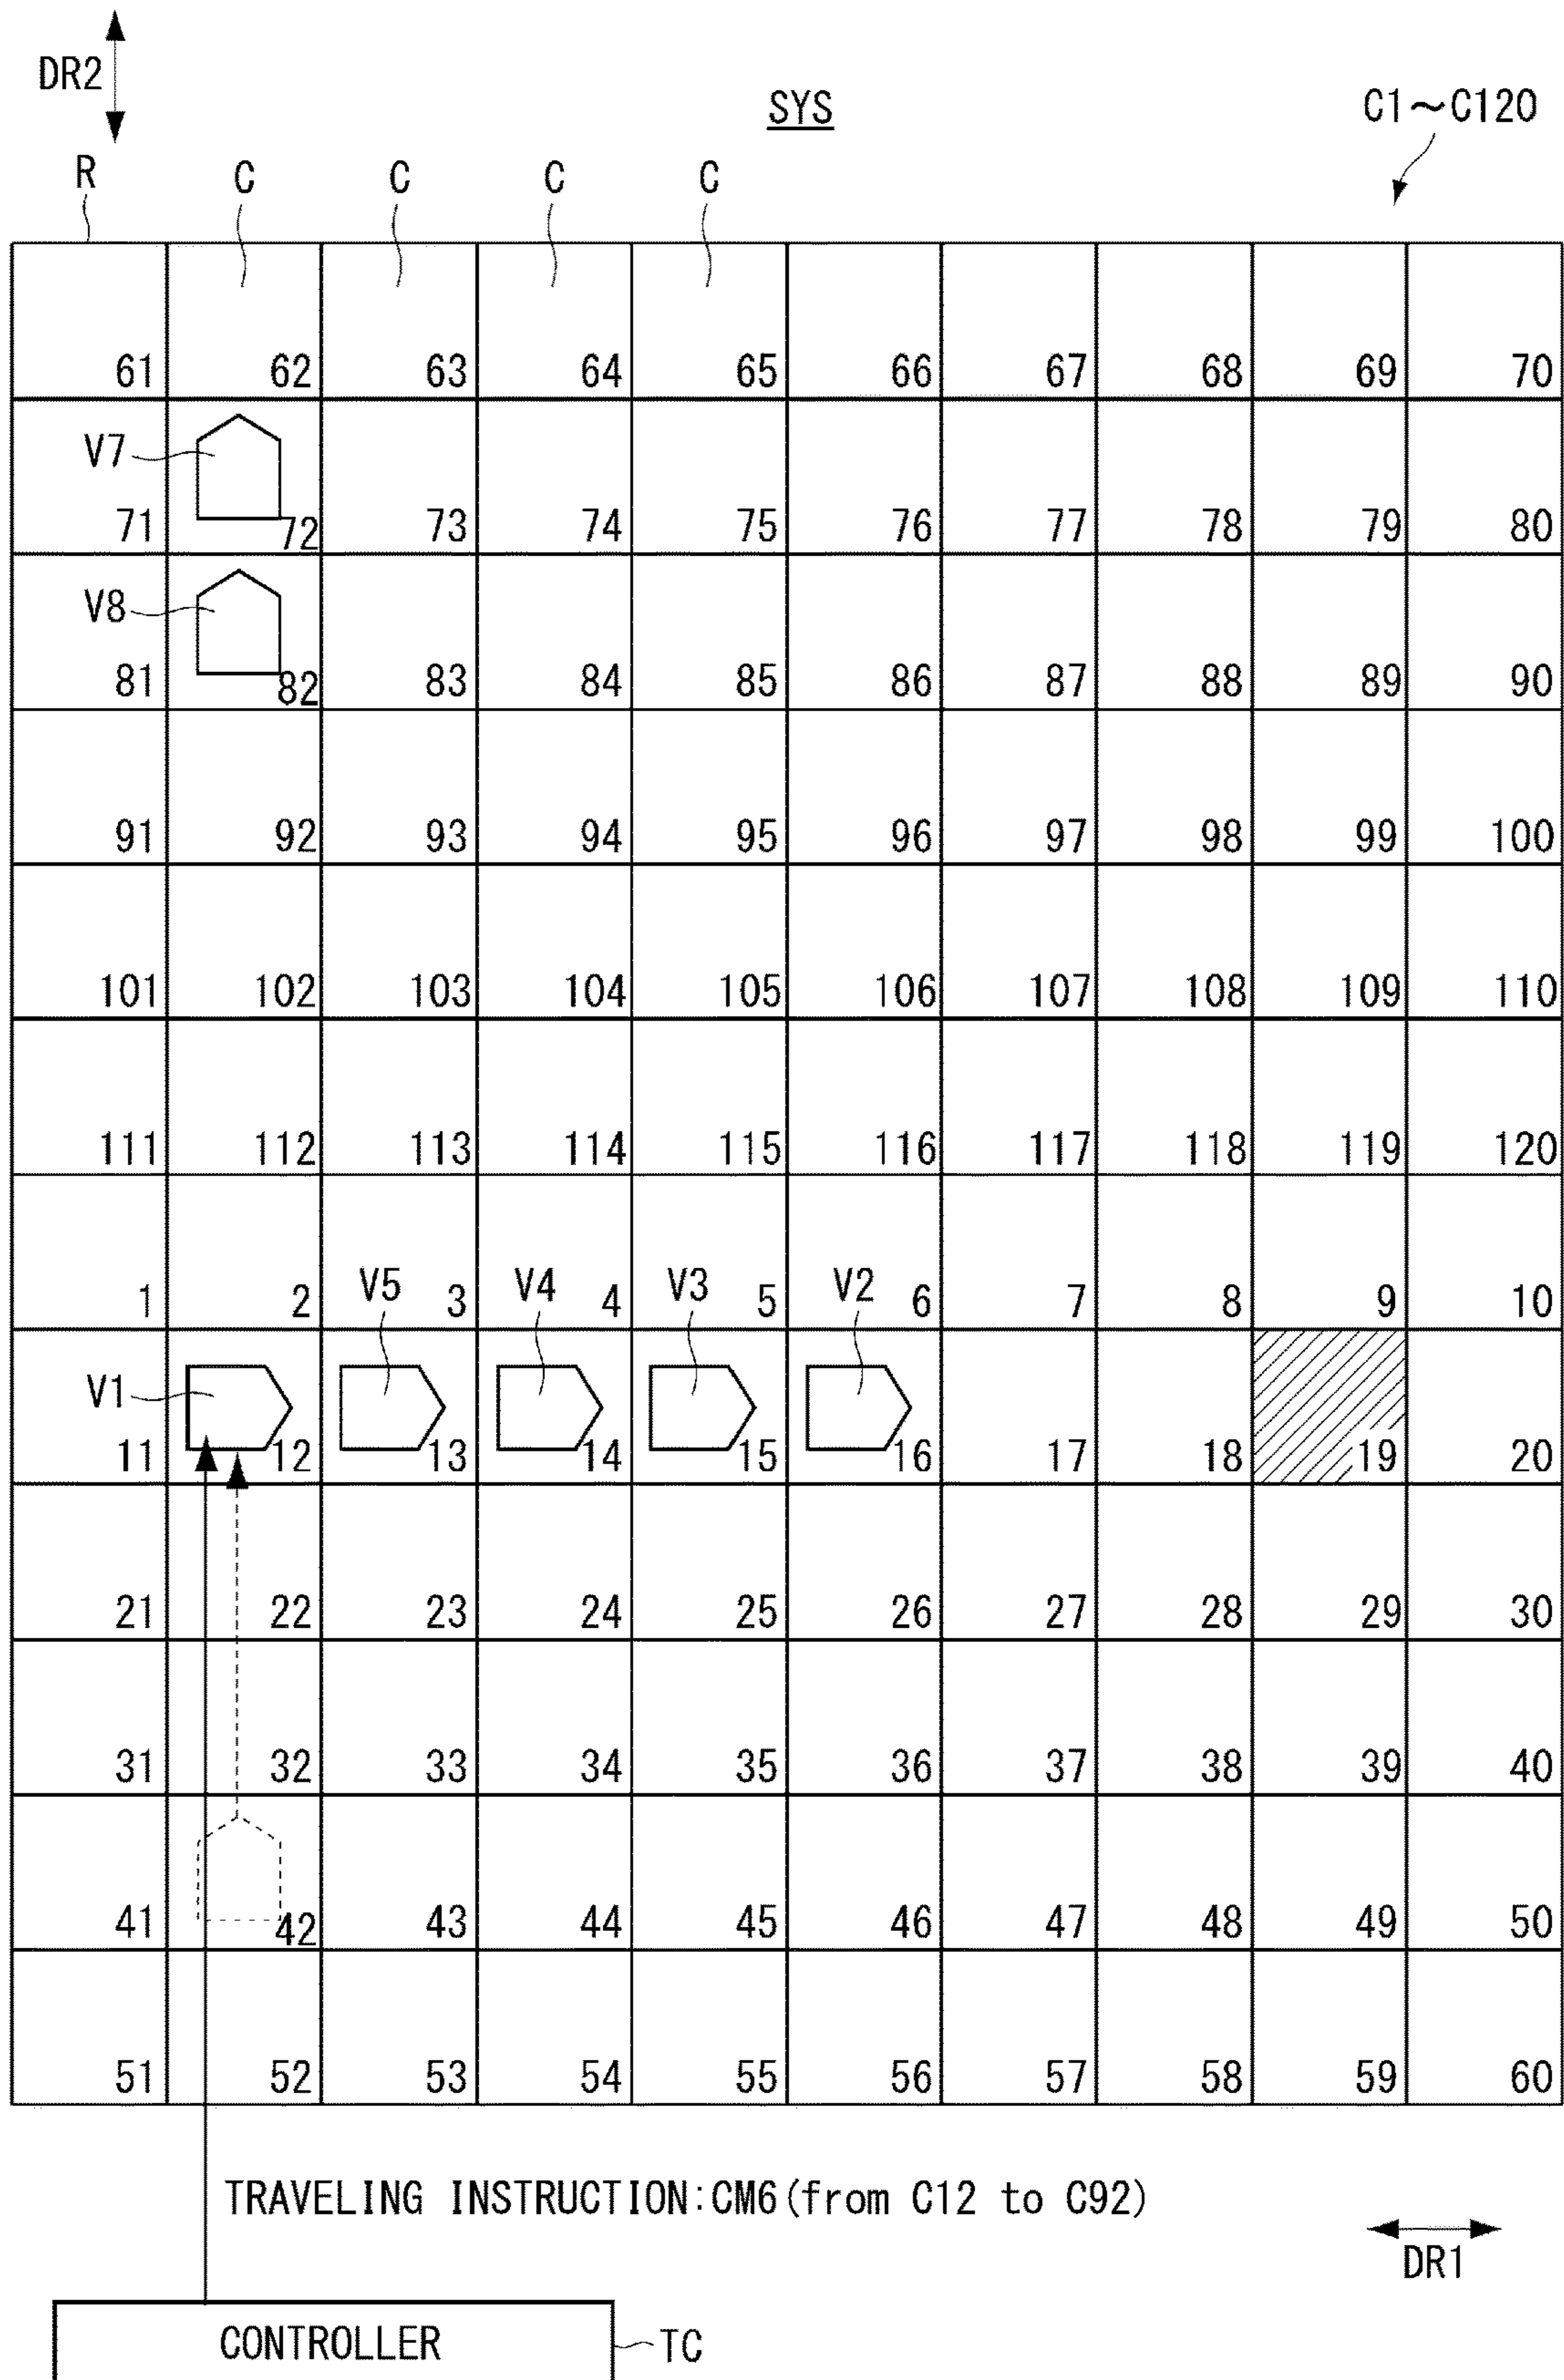 DR2
SYS
C1~C120
R C C C C
61 62 63 64 65 66 67 68 69 70
V7
71 72 73 74 75 76 77 78 79 80
V8
81 82 83 84 85 86 87 88 89 90
91 92 93 94 95 96 97 98 99 100
101 102 103 104 105 106 107 108 109 110
111 112 113 114 115 116 117 118 119 120
V5 V4 V3 V2
1 2 3 4 5 6 7 8 9 10
V1
11 12 13 14 15 16 17 18 19 20
21 22 23 24 25 26 27 28 29 30
31 32 33 34 35 36 37 38 39 40
41 42 43 44 45 46 47 48 49 50
51 52 53 54 55 56 57 58 59 60
TRAVELING INSTRUCTION:CM6(from C12 to C92)
DR1
CONTROLLER TC